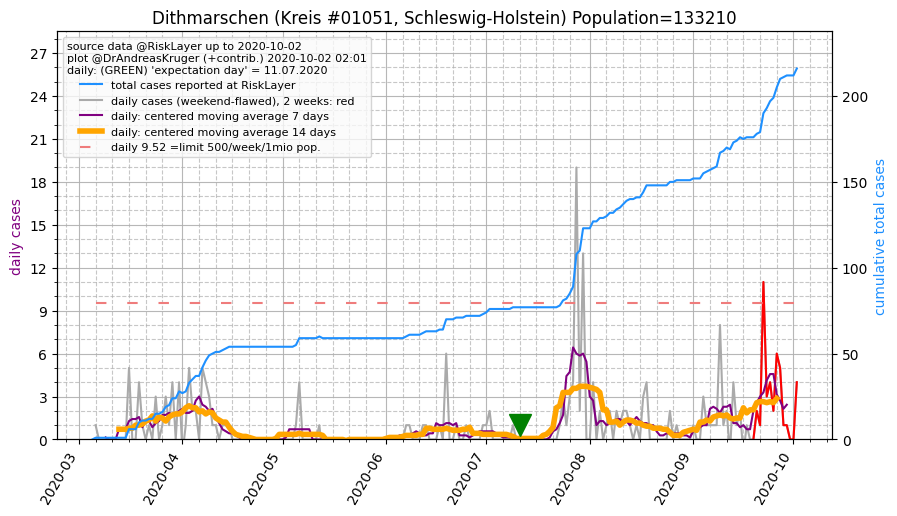 Dithmarschen (Kreis #01051, Schleswig-Holstein) Population=133210
source data @RiskLayer up to 2020-10-02
plot @DrAndreasKruger (+contrib.) 2020-10-02 02:01
daily: (GREEN) 'expectation day' = 11.07.2020
total cases reported at RiskLayer
daily cases (weekend-flawed), 2 weeks: red
daily: centered moving average 7 days
daily: centered moving average 14 days
daily 9.52 =limit 500/week/1mio pop.
daily cases
27
24
21
18
15
12
9
6
3
0
200
150
100
50
0
cumulative total cases
2020-03
2020-04
2020-05
2020-06
2020-07
2020-08
2020-09
2020-10